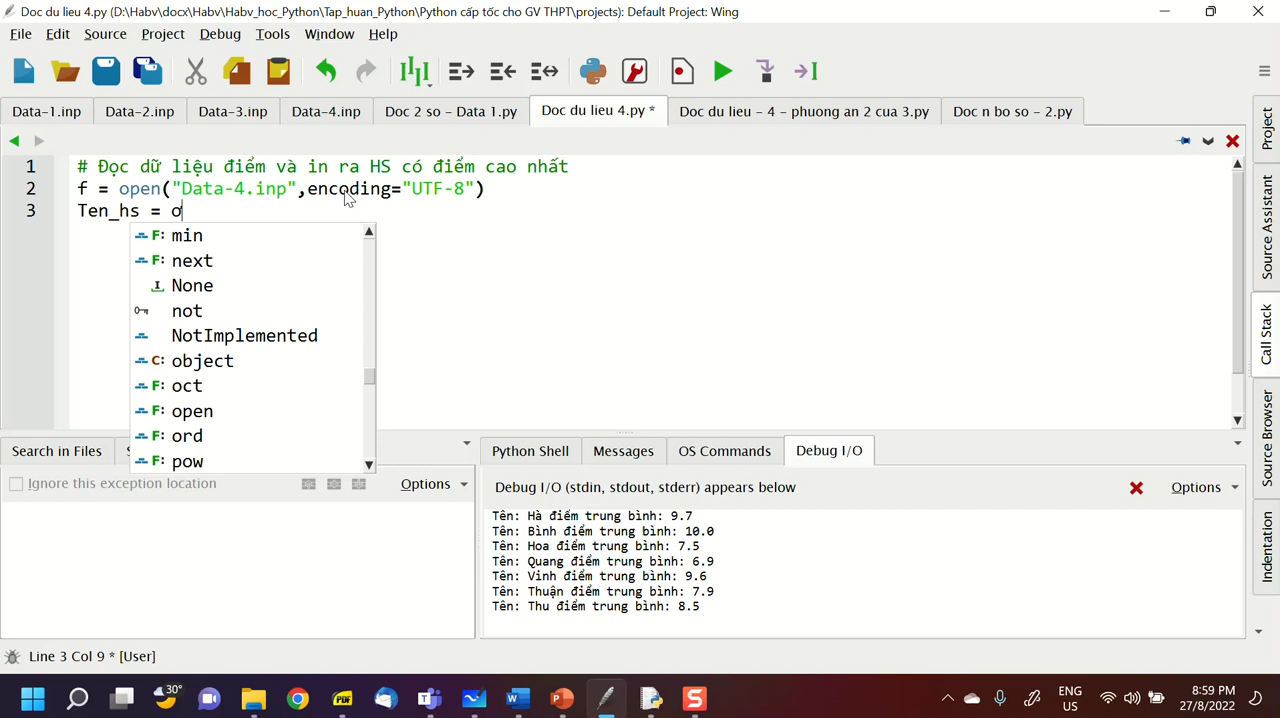 Doc du lieu 4.py (D:\Habv\docx\Habv\Habv_hoc_Python\Tap_huan_Python\Python cấp tốc cho GV THPT\projects): Default Project: Wing
File Edit Source Project Debug Tools Window Help
Data-1.inp Data-2.inp Data-3.inp Data-4.inp Doc 2 so - Data 1.py Doc du lieu 4.py * Doc du lieu - 4 - phuong an 2 cua 3.py Doc n bo so - 2.py
1 # Đọc dữ liệu điểm và in ra HS có điểm cao nhất
2 f = open("Data-4.inp",encoding="UTF-8")
3 Ten_hs = o
F: min
F: next
None
not
NotImplemented
C: object
F: oct
F: open
F: ord
F: pow
Project
Source Assistant
Call Stack
Source Browser
Indentation
Search in Files S
Ignore this exception location Options
Python Shell Messages OS Commands Debug I/O
Debug I/O (stdin, stdout, stderr) appears below Options
Tên: Hà điểm trung bình: 9.7
Tên: Bình điểm trung bình: 10.0
Tên: Hoa điểm trung bình: 7.5
Tên: Quang điểm trung bình: 6.9
Tên: Vinh điểm trung bình: 9.6
Tên: Thuận điểm trung bình: 7.9
Tên: Thu điểm trung bình: 8.5
Line 3 Col 9 * [User]
30°
PDF
ENG
US
8:59 PM
27/8/2022